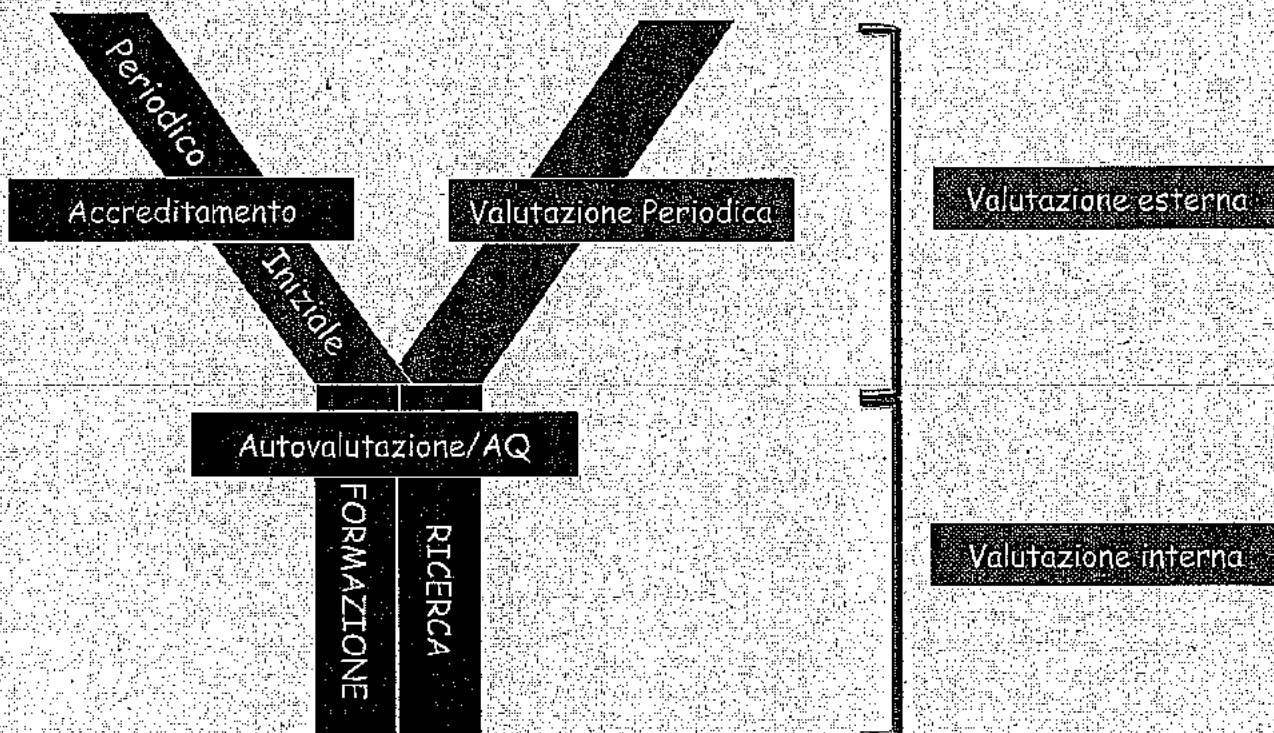 Periodico
Accreditamento
Valutazione Periodica
Valutazione esterna
Iniziale
Autovalutazione/AQ
FORMAZIONE
RICERCA
Valutazione interna